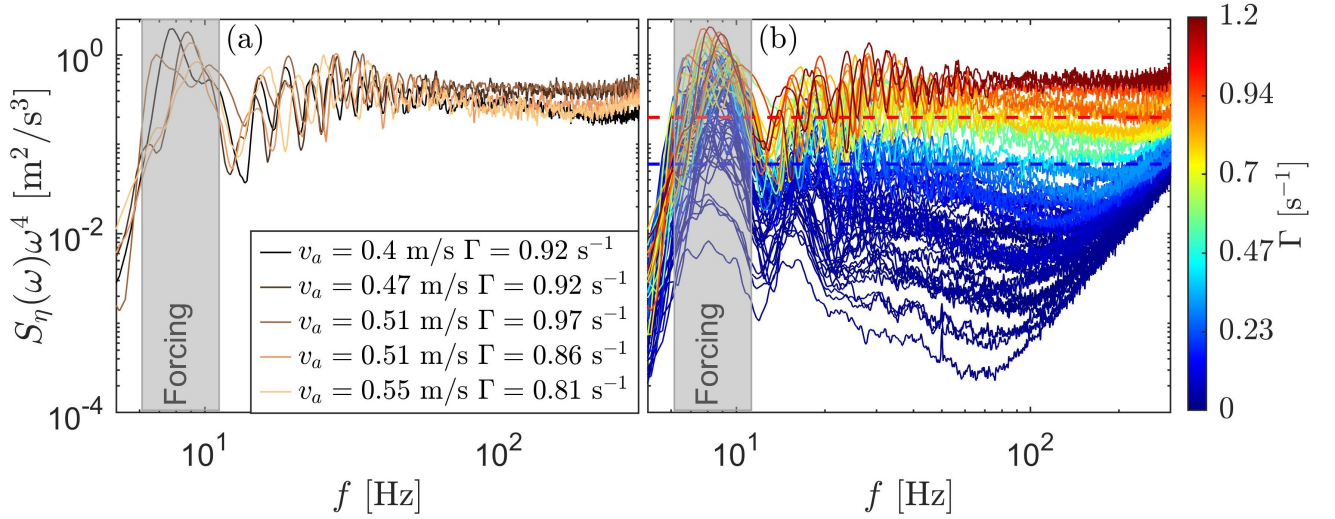 (a)
10^0
10^{-2}
10^{-4}
S_η(ω)ω^4 [m^2/s^3]
Forcing
v_a = 0.4 m/s Γ = 0.92 s^{-1}
v_a = 0.47 m/s Γ = 0.92 s^{-1}
v_a = 0.51 m/s Γ = 0.97 s^{-1}
v_a = 0.51 m/s Γ = 0.86 s^{-1}
v_a = 0.55 m/s Γ = 0.81 s^{-1}
10^1
10^2
f [Hz]
(b)
Forcing
10^1
10^2
f [Hz]
1.2
0.94
0.7
0.47
0.23
0
Γ [s^{-1}]